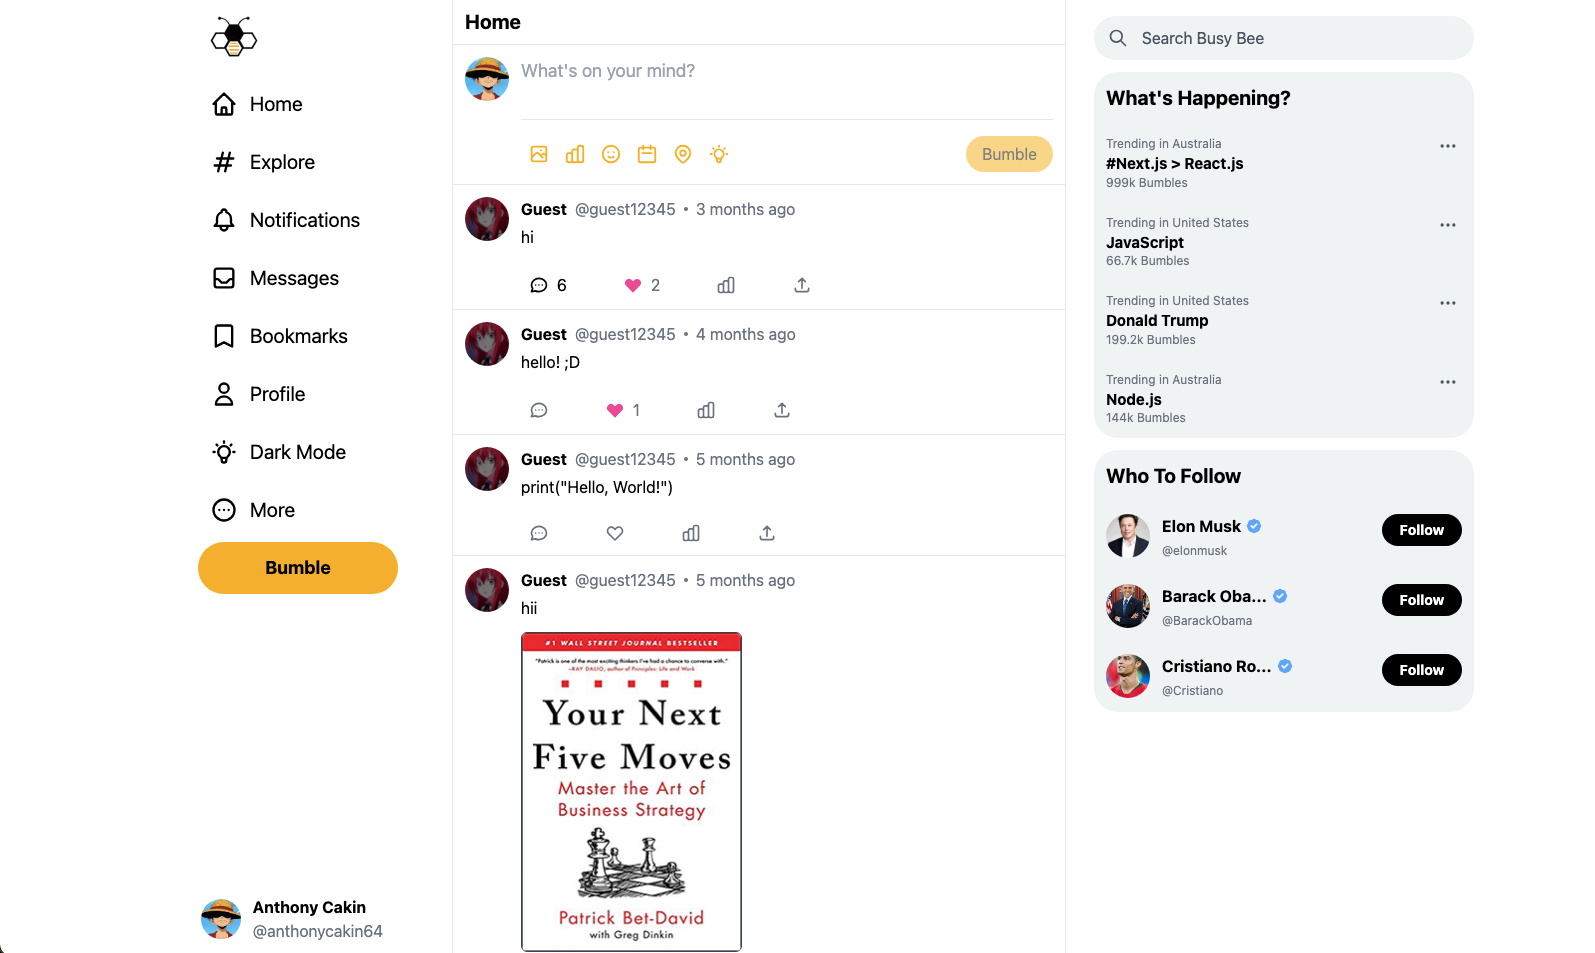 Home
Explore
Notifications
Messages
Bookmarks
Profile
Dark Mode
More
Bumble
Anthony Cakin
@anthonycakin64
Home
What's on your mind?
Bumble
Guest @guest12345 • 3 months ago
hi
6 2
Guest @guest12345 • 4 months ago
hello! ;D
1
Guest @guest12345 • 5 months ago
print("Hello, World!")
Guest @guest12345 • 5 months ago
hii
#1 WALL STREET JOURNAL BESTSELLER
"Patrick is one of the most exciting thinkers I've had a chance to converse with."
—RAY DALIO, author of Principles: Life and Work
Your Next
Five Moves
Master the Art of
Business Strategy
Patrick Bet-David
with Greg Dinkin
Search Busy Bee
What's Happening?
Trending in Australia
#Next.js > React.js
999k Bumbles
Trending in United States
JavaScript
66.7k Bumbles
Trending in United States
Donald Trump
199.2k Bumbles
Trending in Australia
Node.js
144k Bumbles
Who To Follow
Elon Musk
@elonmusk
Follow
Barack Oba...
@BarackObama
Follow
Cristiano Ro...
@Cristiano
Follow